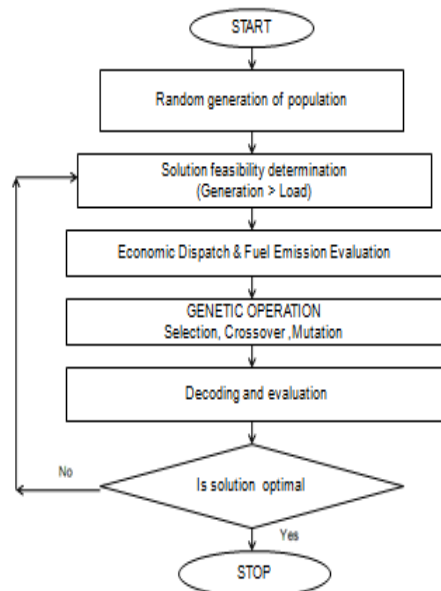 START
Random generation of population
Solution feasibility determination
(Generation > Load)
Economic Dispatch & Fuel Emission Evaluation
GENETIC OPERATION
Selection, Crossover ,Mutation
Decoding and evaluation
Is solution optimal
No
Yes
STOP